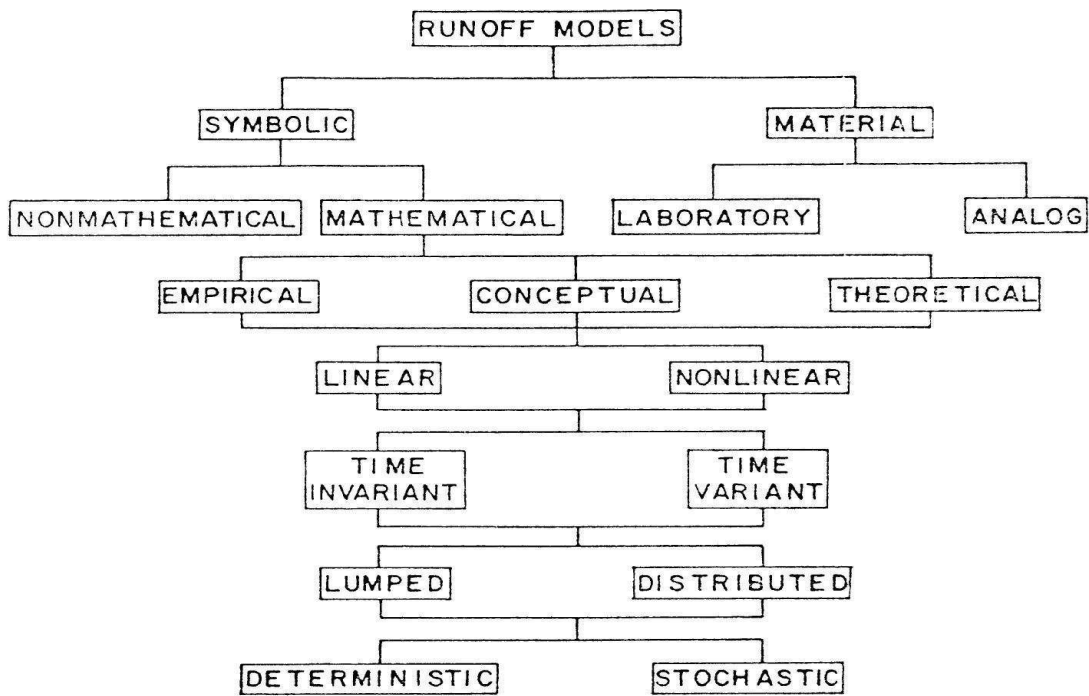 RUNOFF MODELS
SYMBOLIC
MATERIAL
NONMATHEMATICAL
MATHEMATICAL
LABORATORY
ANALOG
EMPIRICAL
CONCEPTUAL
THEORETICAL
LINEAR
NONLINEAR
TIME
INVARIANT
TIME
VARIANT
LUMPED
DISTRIBUTED
DETERMINISTIC
STOCHASTIC